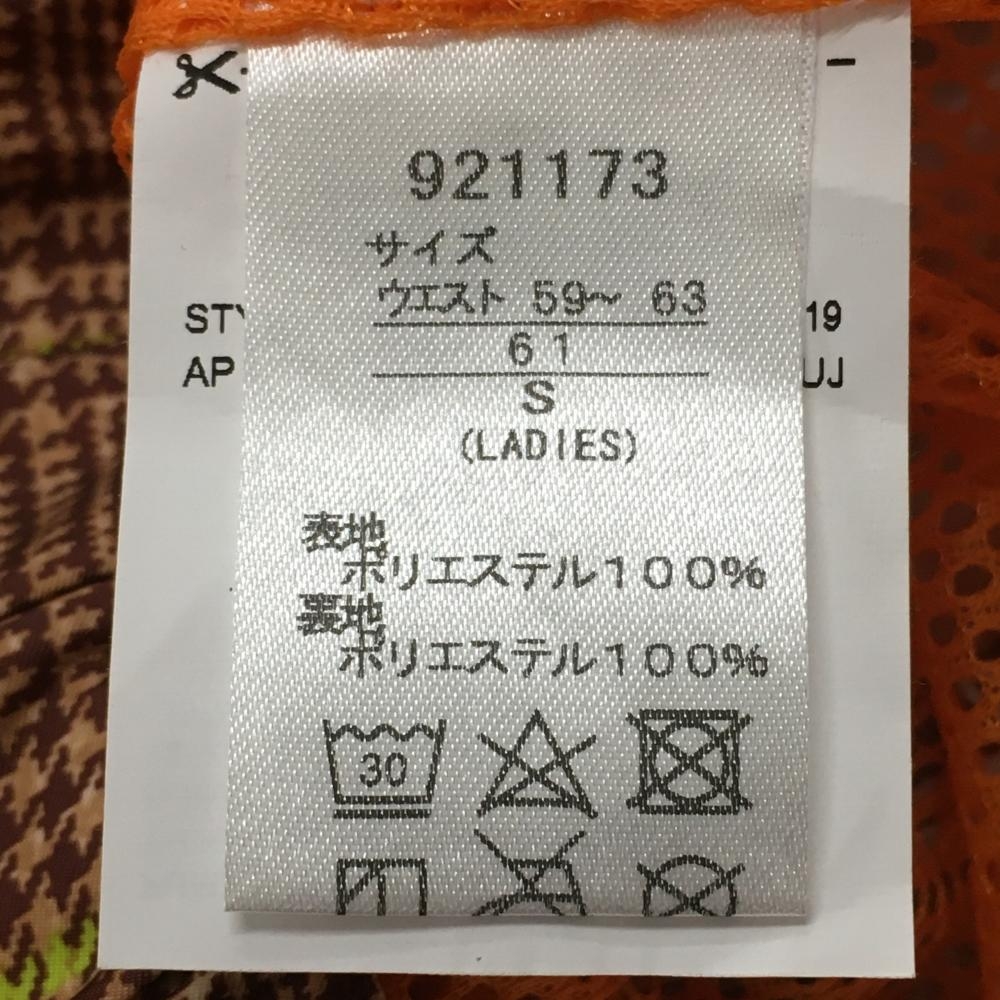 921173
サイズ
ウエスト 59～ 63
61
S
(LADIES)
STY
19
AP
UJ
表地
ポリエステル100%
裏地
ポリエステル100%
30